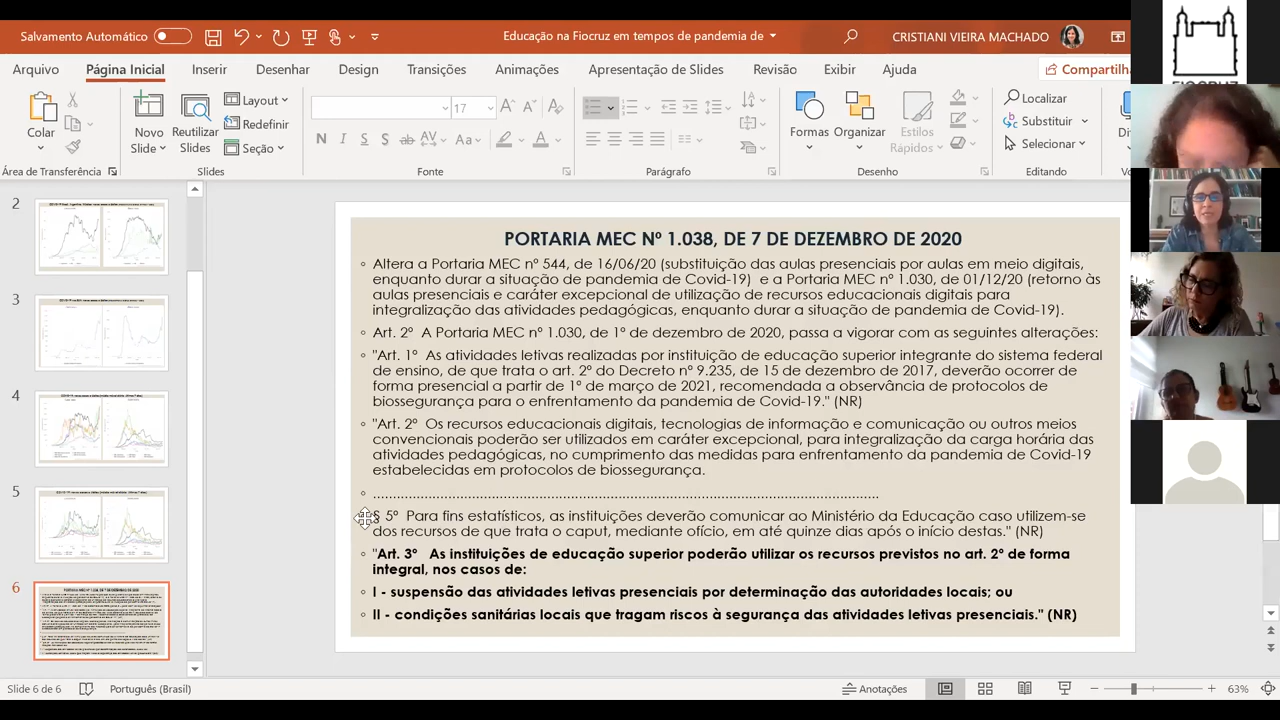 Salvamento Automático
Educação na Fiocruz em tempos de pandemia de
CRISTIANI VIEIRA MACHADO
Arquivo Página Inicial Inserir Desenhar Design Transições Animações Apresentação de Slides Revisão Exibir Ajuda
Colar
Novo Slide
Reutilizar Slides
Layout
Redefinir
Seção
17
N I S S ab AV Aa A
Formas
Organizar
Estilos Rápidos
Localizar
Substituir
Selecionar
Área de Transferência
Slides
Fonte
Parágrafo
Desenho
Editando
FIOCRUZ
2
3
4
5
6
PORTARIA MEC Nº 1.038, DE 7 DE DEZEMBRO DE 2020
Altera a Portaria MEC nº 544, de 16/06/20 (substituição das aulas presenciais por aulas em meio digitais,
enquanto durar a situação de pandemia de Covid-19) e a Portaria MEC nº 1.030, de 01/12/20 (retorno às
aulas presenciais e caráter excepcional de utilização de recursos educacionais digitais para
integralização das atividades pedagógicas, enquanto durar a situação de pandemia de Covid-19).
Art. 2º A Portaria MEC nº 1.030, de 1º de dezembro de 2020, passa a vigorar com as seguintes alterações:
"Art. 1º As atividades letivas realizadas por instituição de educação superior integrante do sistema federal
de ensino, de que trata o art. 2º do Decreto nº 9.235, de 15 de dezembro de 2017, deverão ocorrer de
forma presencial a partir de 1º de março de 2021, recomendada a observância de protocolos de
biossegurança para o enfrentamento da pandemia de Covid-19." (NR)
"Art. 2º Os recursos educacionais digitais, tecnologias de informação e comunicação ou outros meios
convencionais poderão ser utilizados em caráter excepcional, para integralização da carga horária das
atividades pedagógicas, no cumprimento das medidas para enfrentamento da pandemia de Covid-19
estabelecidas em protocolos de biossegurança.
..........................................................................................................................
§ 5º Para fins estatísticos, as instituições deverão comunicar ao Ministério da Educação caso utilizem-se
dos recursos de que trata o caput, mediante ofício, em até quinze dias após o início destas." (NR)
"Art. 3º As instituições de educação superior poderão utilizar os recursos previstos no art. 2º de forma
integral, nos casos de:
I - suspensão das atividades letivas presenciais por determinação das autoridades locais; ou
II - condições sanitárias locais que tragam riscos à segurança das atividades letivas presenciais." (NR)
Slide 6 de 6
Português (Brasil)
Anotações
63%